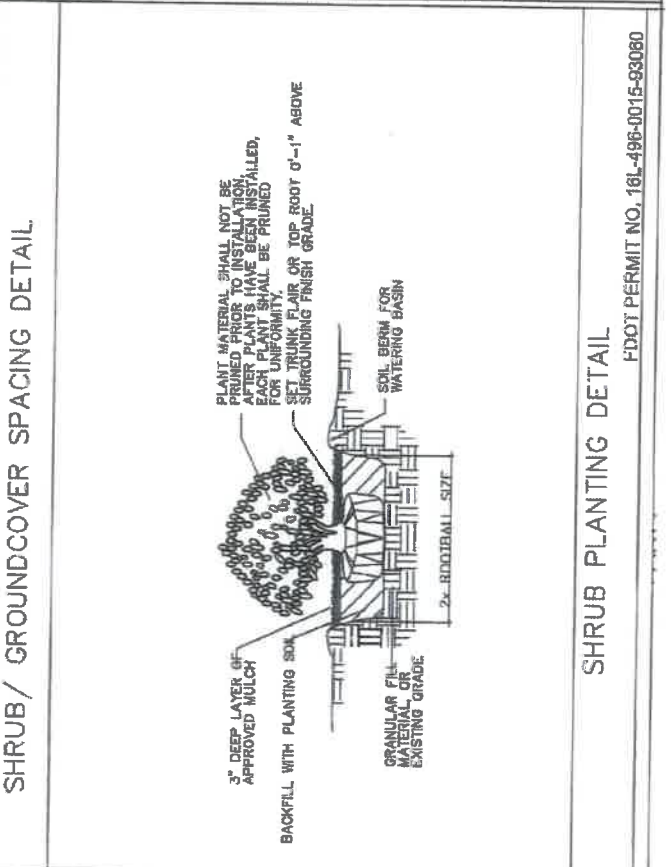 SHRUB/ GROUNDCOVER SPACING DETAIL
PLANT MATERIAL SHALL NOT BE
PRUNED PRIOR TO INSTALLATION,
AFTER PLANTS HAVE BEEN INSTALLED,
EACH PLANT SHALL BE PRUNED
FOR UNIFORMITY.
SET TRUNK FLAIR OR TOP ROOT 0'-1" ABOVE
SURROUNDING FINISH GRADE
3" DEEP LAYER OF
APPROVED MULCH
BACKFILL WITH PLANTING SOIL
SOIL BERM FOR
WATERING BASIN
GRANULAR FILL
MATERIAL OR
EXISTING GRADE
2x ROOTBALL SIZE
SHRUB PLANTING DETAIL
FDOT PERMIT NO. 16L-496-0015-93080